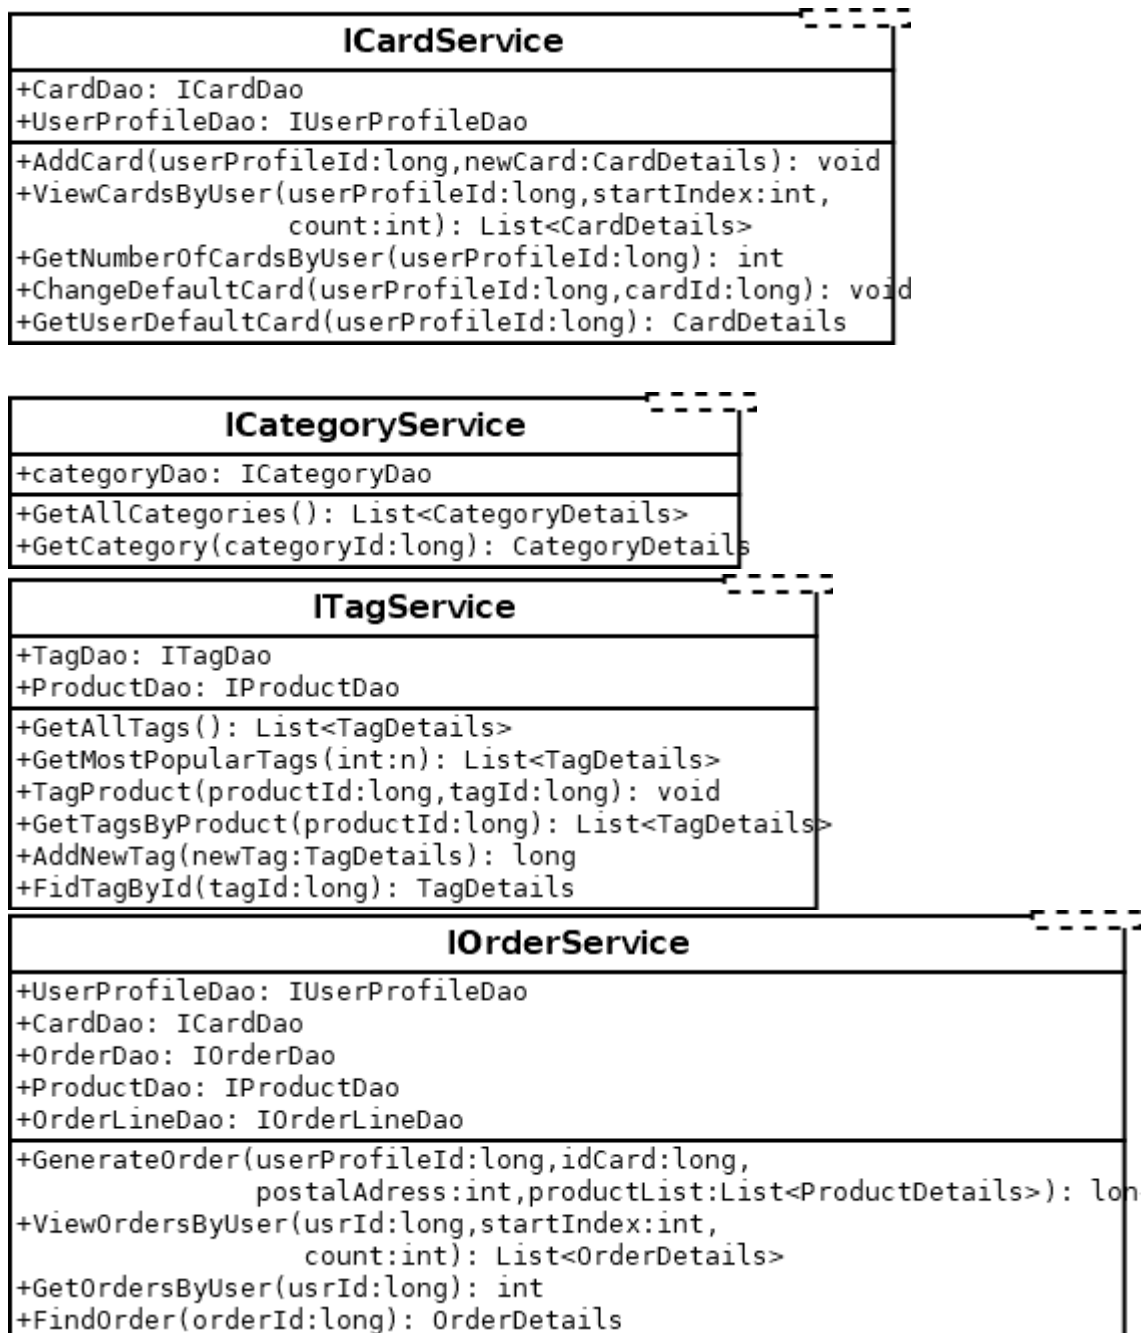 ICardService
+CardDao: ICardDao
+UserProfileDao: IUserProfileDao
+AddCard(userProfileId:long,newCard:CardDetails): void
+ViewCardsByUser(userProfileId:long,startIndex:int,
count:int): List<CardDetails>
+GetNumberOfCardsByUser(userProfileId:long): int
+ChangeDefaultCard(userProfileId:long,cardId:long): void
+GetUserDefaultCard(userProfileId:long): CardDetails
ICategoryService
+categoryDao: ICategoryDao
+GetAllCategories(): List<CategoryDetails>
+GetCategory(categoryId:long): CategoryDetails
ITagService
+TagDao: ITagDao
+ProductDao: IProductDao
+GetAllTags(): List<TagDetails>
+GetMostPopularTags(int:n): List<TagDetails>
+TagProduct(productId:long,tagId:long): void
+GetTagsByProduct(productId:long): List<TagDetails>
+AddNewTag(newTag:TagDetails): long
+FidTagById(tagId:long): TagDetails
IOrderService
+UserProfileDao: IUserProfileDao
+CardDao: ICardDao
+OrderDao: IOrderDao
+ProductDao: IProductDao
+OrderLineDao: IOrderLineDao
+GenerateOrder(userProfileId:long,idCard:long,
postalAdress:int,productList:List<ProductDetails>): lon
+ViewOrdersByUser(usrId:long,startIndex:int,
count:int): List<OrderDetails>
+GetOrdersByUser(usrId:long): int
+FindOrder(orderId:long): OrderDetails